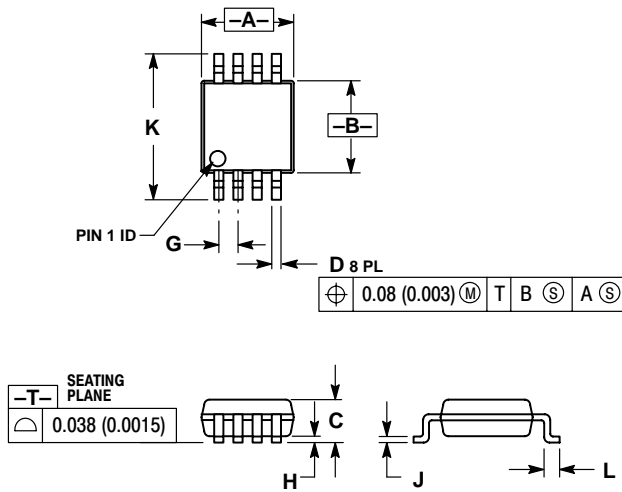 –A–
K
–B–
PIN 1 ID
G
D 8 PL
⌖ 0.08 (0.003) Ⓜ T B Ⓢ A Ⓢ
–T– SEATING
PLANE
⌓ 0.038 (0.0015)
C
H
J
L